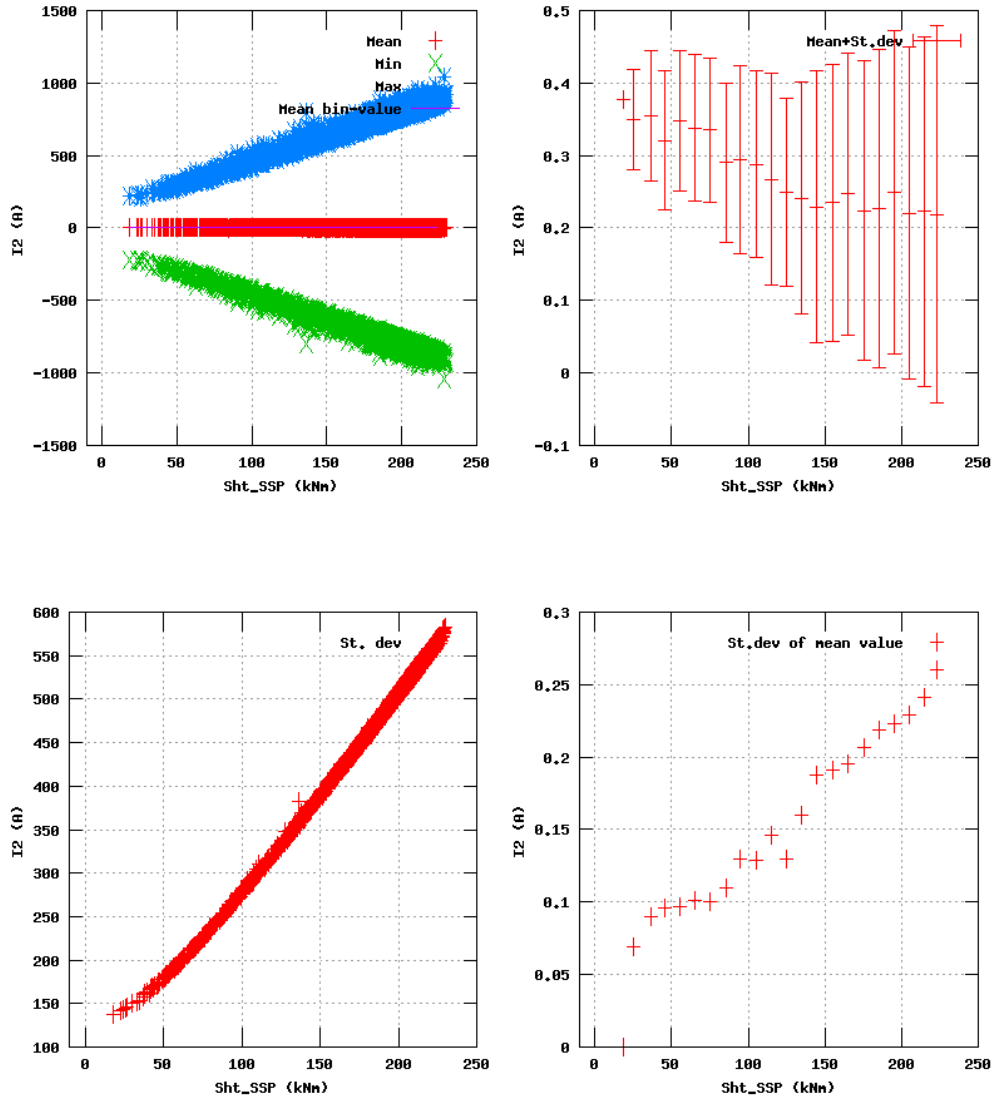 Mean
Min
Max
Mean bin-value
1500
1000
500
0
-500
-1000
-1500
I2 (A)
0 50 100 150 200 250
Sht_SSP (kNm)
Mean+St.dev
0.5
0.4
0.3
0.2
0.1
0
-0.1
I2 (A)
0 50 100 150 200 250
Sht_SSP (kNm)
St. dev
600
550
500
450
400
350
300
250
200
150
100
I2 (A)
0 50 100 150 200 250
Sht_SSP (kNm)
St.dev of mean value
0.3
0.25
0.2
0.15
0.1
0.05
0
I2 (A)
0 50 100 150 200 250
Sht_SSP (kNm)